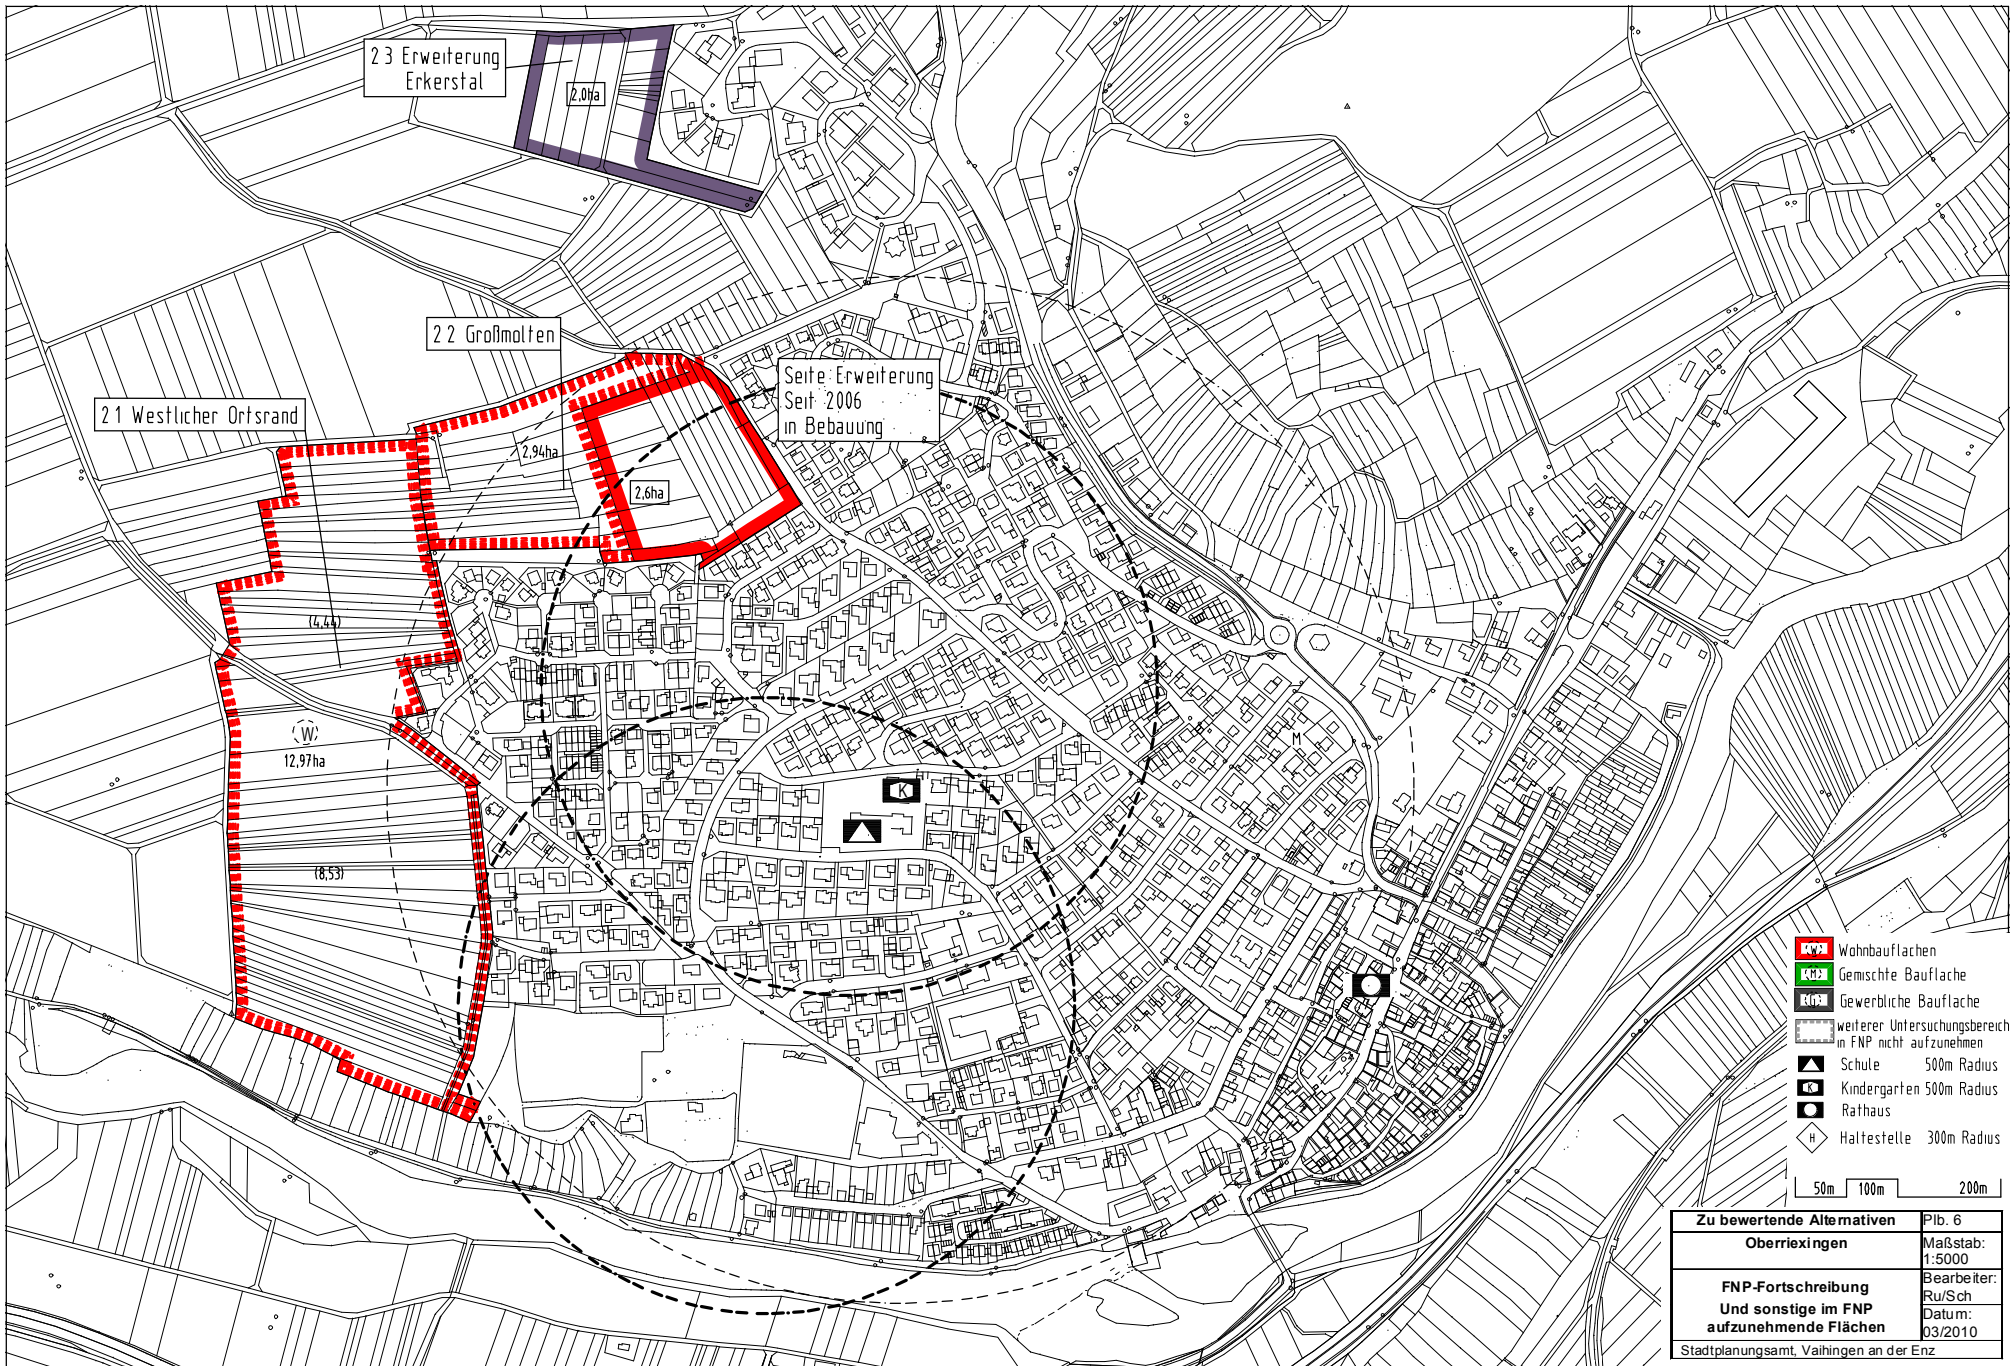 2.3 Erweiterung
Erkerstal
2,0ha
2.2 Großmolten
2.1 Westlicher Ortsrand
Seite Erweiterung
Seit 2006
in Bebauung
2,94ha
2,6ha
(4,44)
W
12,97ha
(8,53)
M
K
(W) Wohnbauflächen
(M) Gemischte Baufläche
(G) Gewerbliche Baufläche
weiterer Untersuchungsbereich
in FNP nicht aufzunehmen
Schule 500m Radius
K Kindergarten 500m Radius
Rathaus
H Haltestelle 300m Radius
50m 100m 200m
Zu bewertende Alternativen Plb. 6
Oberriexingen Maßstab:
1:5000
FNP-Fortschreibung Bearbeiter:
Ru/Sch
Und sonstige im FNP Datum:
aufzunehmende Flächen 03/2010
Stadtplanungsamt, Vaihingen an der Enz